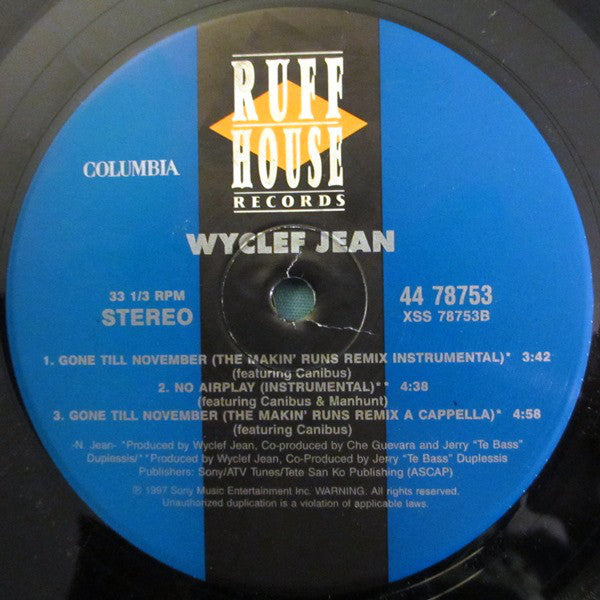 RUFF
HOUSE
RECORDS
COLUMBIA
WYCLEF JEAN
33 1/3 RPM
STEREO
44 78753
XSS 78753B
1. GONE TILL NOVEMBER (THE MAKIN' RUNS REMIX INSTRUMENTAL)* 3:42
(featuring Canibus)
2. NO AIRPLAY (INSTRUMENTAL)** 4:38
(featuring Canibus & Manhunt)
3. GONE TILL NOVEMBER (THE MAKIN' RUNS REMIX A CAPPELLA)* 4:58
(featuring Canibus)
-N. Jean- *Produced by Wyclef Jean, Co-produced by Che Guevara and Jerry "Te Bass"
Duplessis/**Produced by Wyclef Jean, Co-Produced by Jerry "Te Bass" Duplessis
Publishers: Sony/ATV Tunes/Tete San Ko Publishing (ASCAP)
℗ 1997 Sony Music Entertainment Inc. WARNING. All rights reserved.
Unauthorized duplication is a violation of applicable laws.